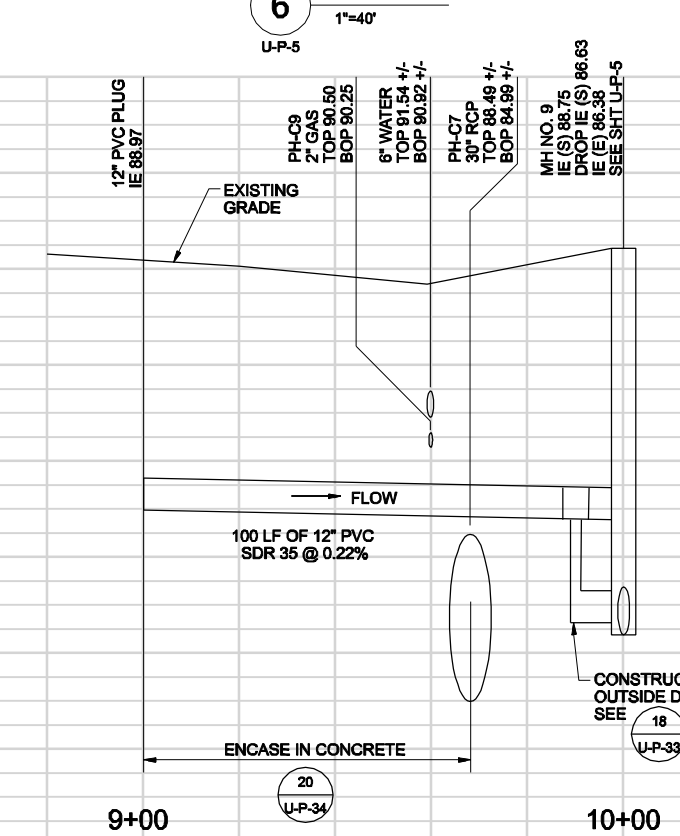 6
1"=40'
U-P-5
12" PVC PLUG
IE 88.97
PH-C9
2" GAS
TOP 90.50
BOP 90.25
6" WATER
TOP 91.54 +/-
BOP 90.92 +/-
PH-C7
30" RCP
TOP 88.49 +/-
BOP 84.99 +/-
MH NO. 9
IE (S) 88.75
DROP IE (S) 86.63
IE (E) 86.38
SEE SHT U-P-5
EXISTING
GRADE
FLOW
100 LF OF 12" PVC
SDR 35 @ 0.22%
CONSTRUC
OUTSIDE D
SEE
18
U-P-33
ENCASE IN CONCRETE
20
U-P-34
9+00
10+00